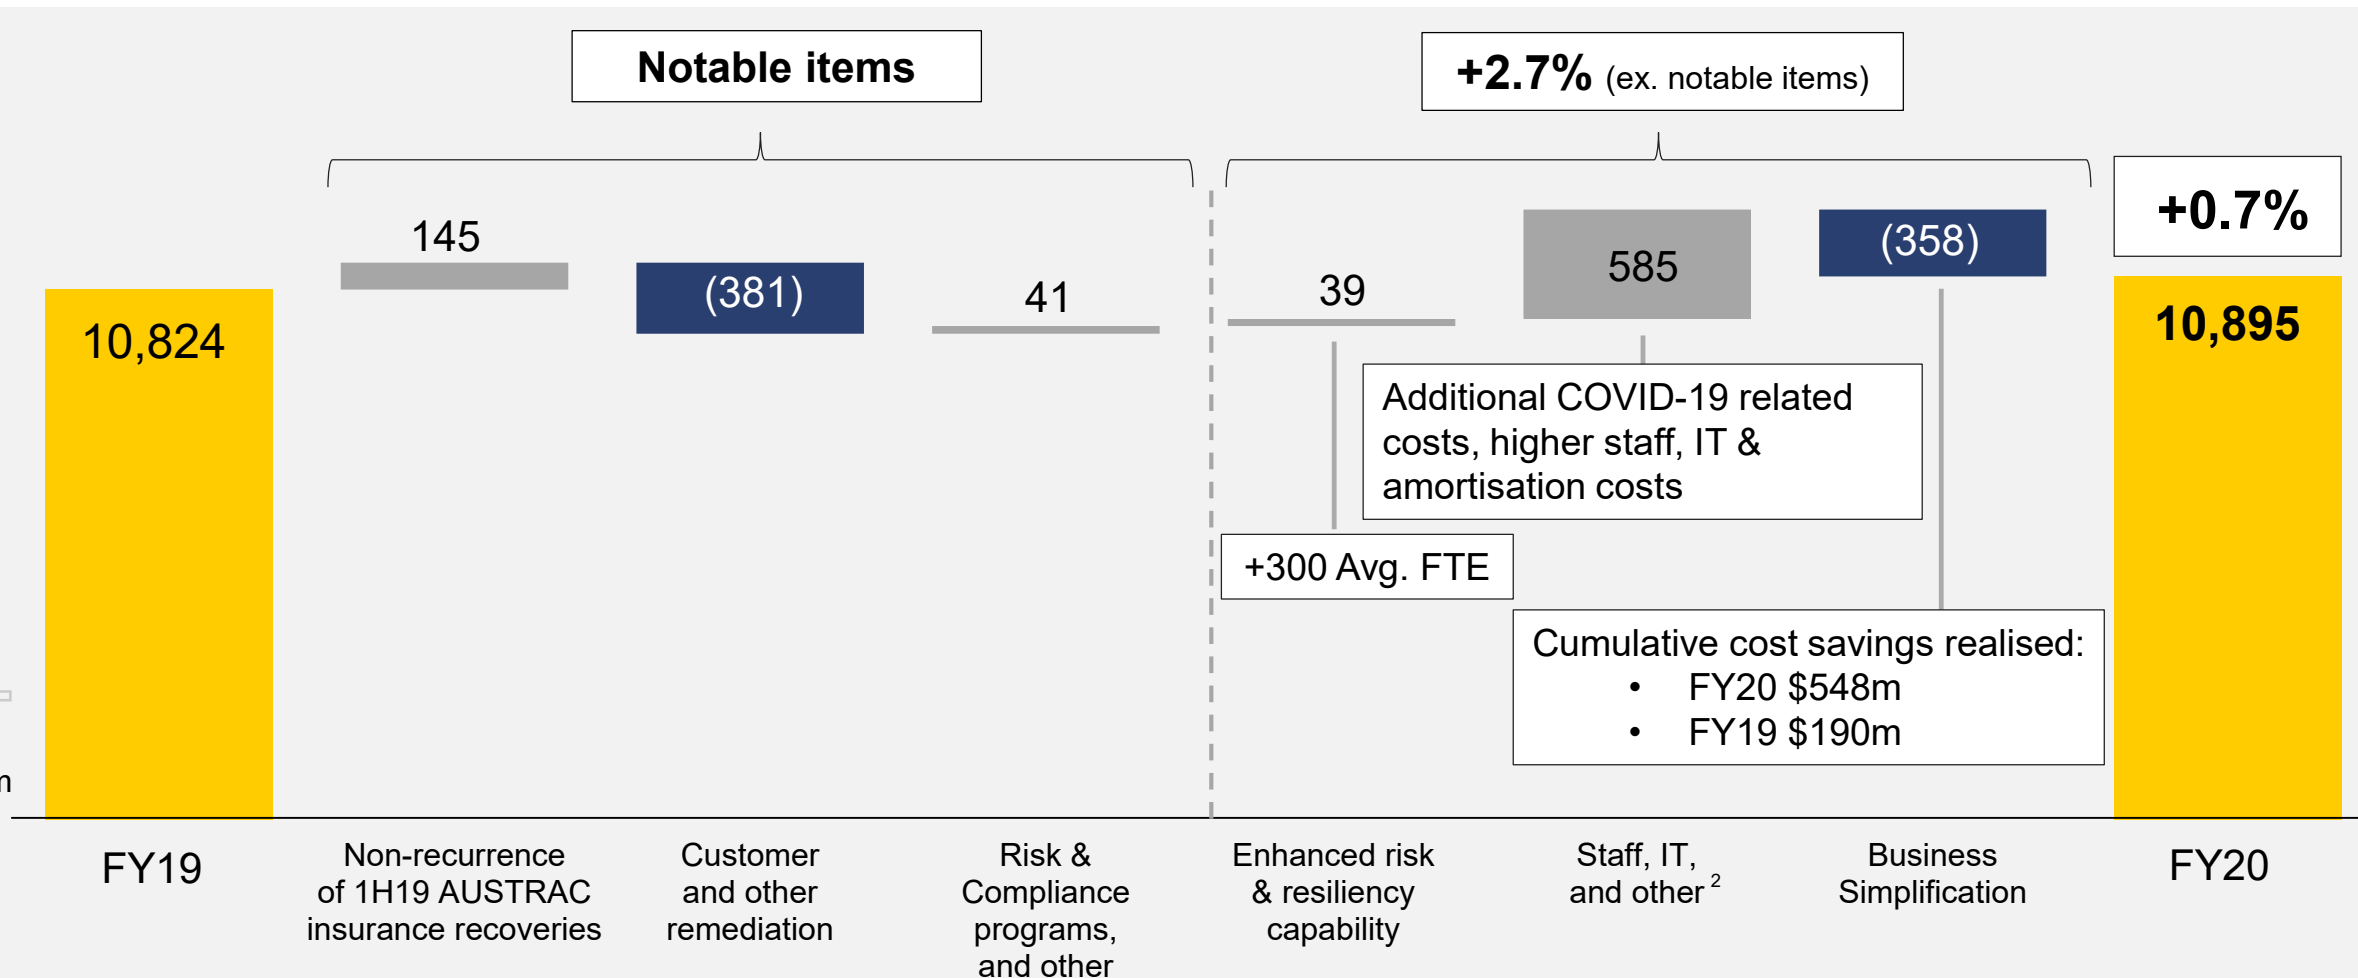 Notable items
+2.7% (ex. notable items)
+0.7%
10,824
145
(381)
41
39
585
(358)
10,895
Additional COVID-19 related
costs, higher staff, IT &
amortisation costs
+300 Avg. FTE
Cumulative cost savings realised:
• FY20 $548m
• FY19 $190m
FY19
Non-recurrence
of 1H19 AUSTRAC
insurance recoveries
Customer
and other
remediation
Risk &
Compliance
programs,
and other
Enhanced risk
& resiliency
capability
Staff, IT,
and other 2
Business
Simplification
FY20